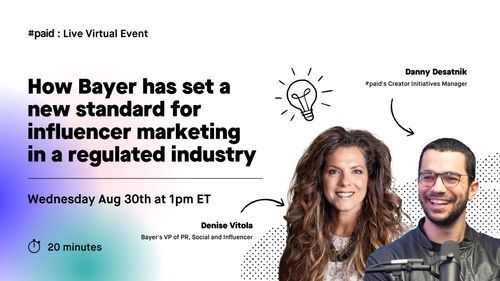 #paid : Live Virtual Event
How Bayer has set a
new standard for
influencer marketing
in a regulated industry
Wednesday Aug 30th at 1pm ET
20 minutes
Danny Desatnik
#paid's Creator Initiatives Manager
Denise Vitola
Bayer's VP of PR, Social and Influencer